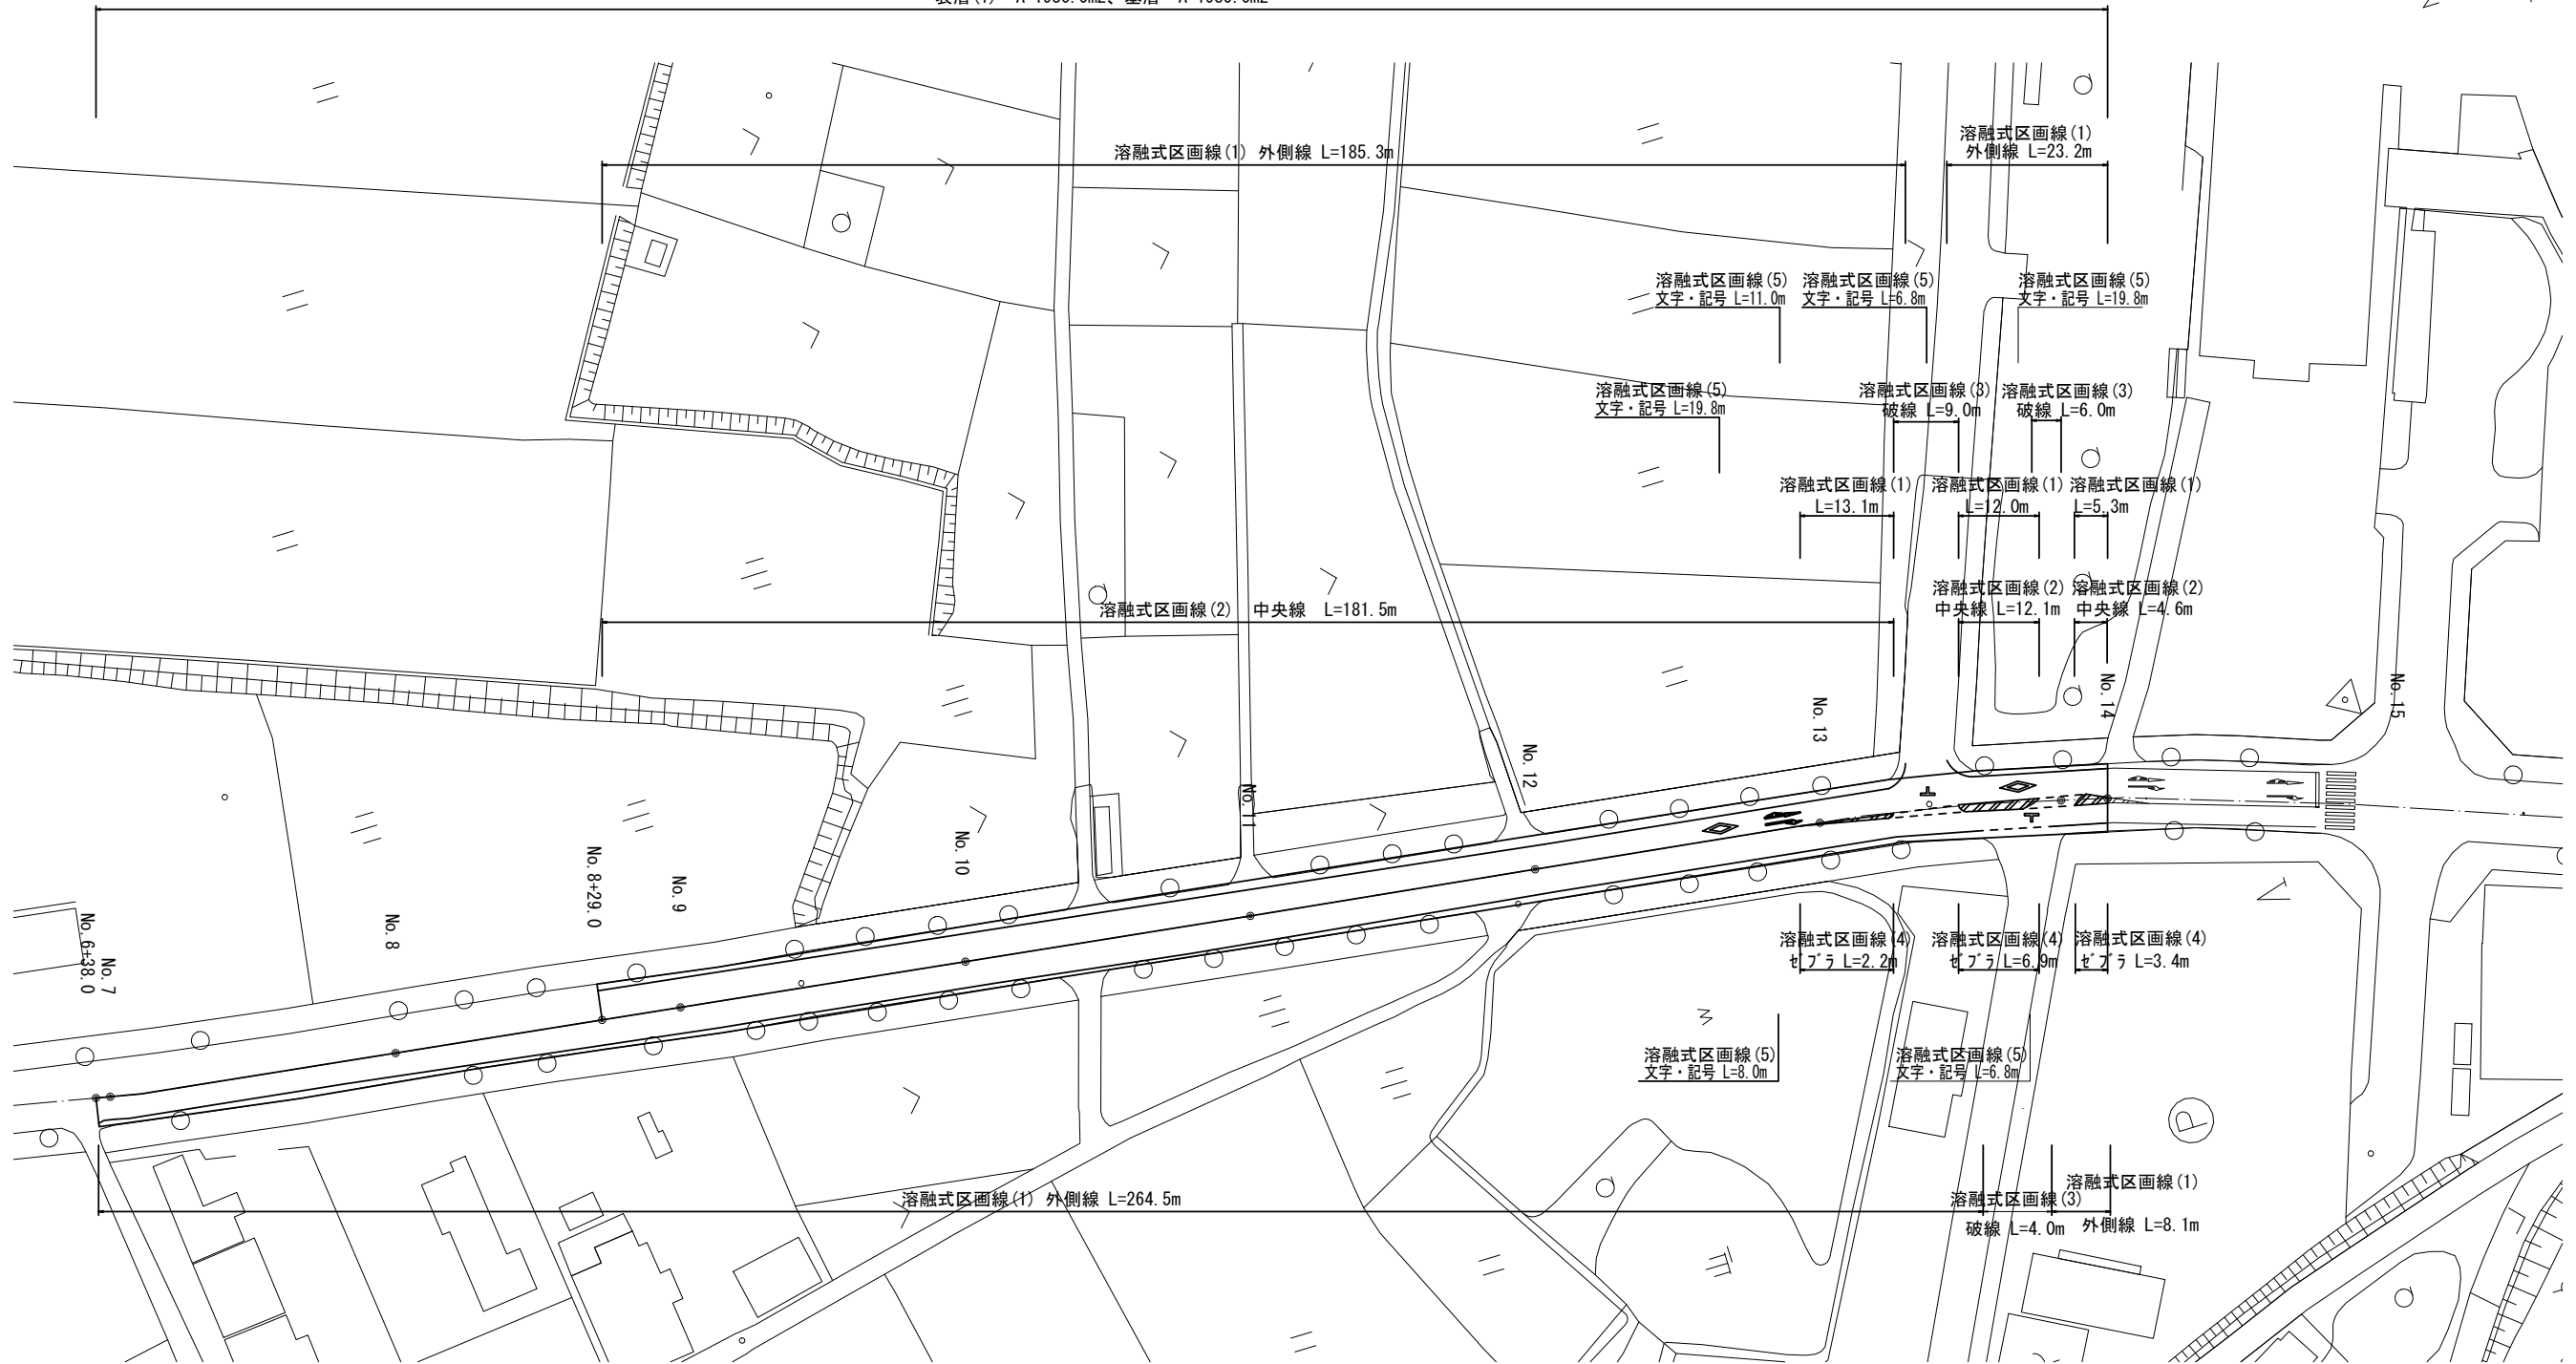 溶融式区画線(1) 外側線 L=185.3m
溶融式区画線(1)
外側線 L=23.2m
溶融式区画線(5)
文字・記号 L=11.0m
溶融式区画線(5)
文字・記号 L=6.8m
溶融式区画線(5)
文字・記号 L=19.8m
溶融式区画線(5)
文字・記号 L=19.8m
溶融式区画線(3)
破線 L=9.0m
溶融式区画線(3)
破線 L=6.0m
溶融式区画線(1)
L=13.1m
溶融式区画線(1)
L=12.0m
溶融式区画線(1)
L=5.3m
溶融式区画線(2) 中央線 L=181.5m
溶融式区画線(2)
中央線 L=12.1m
溶融式区画線(2)
中央線 L=4.6m
No. 6+38.0
No. 7
No. 8
No. 8+29.0
No. 9
No. 10
No. 11
No. 12
No. 13
No. 14
No. 15
溶融式区画線(4)
ゼブラ L=2.2m
溶融式区画線(4)
ゼブラ L=6.9m
溶融式区画線(4)
ゼブラ L=3.4m
溶融式区画線(5)
文字・記号 L=8.0m
溶融式区画線(5)
文字・記号 L=6.8m
P
溶融式区画線(1) 外側線 L=264.5m
溶融式区画線(3)
破線 L=4.0m
溶融式区画線(1)
外側線 L=8.1m